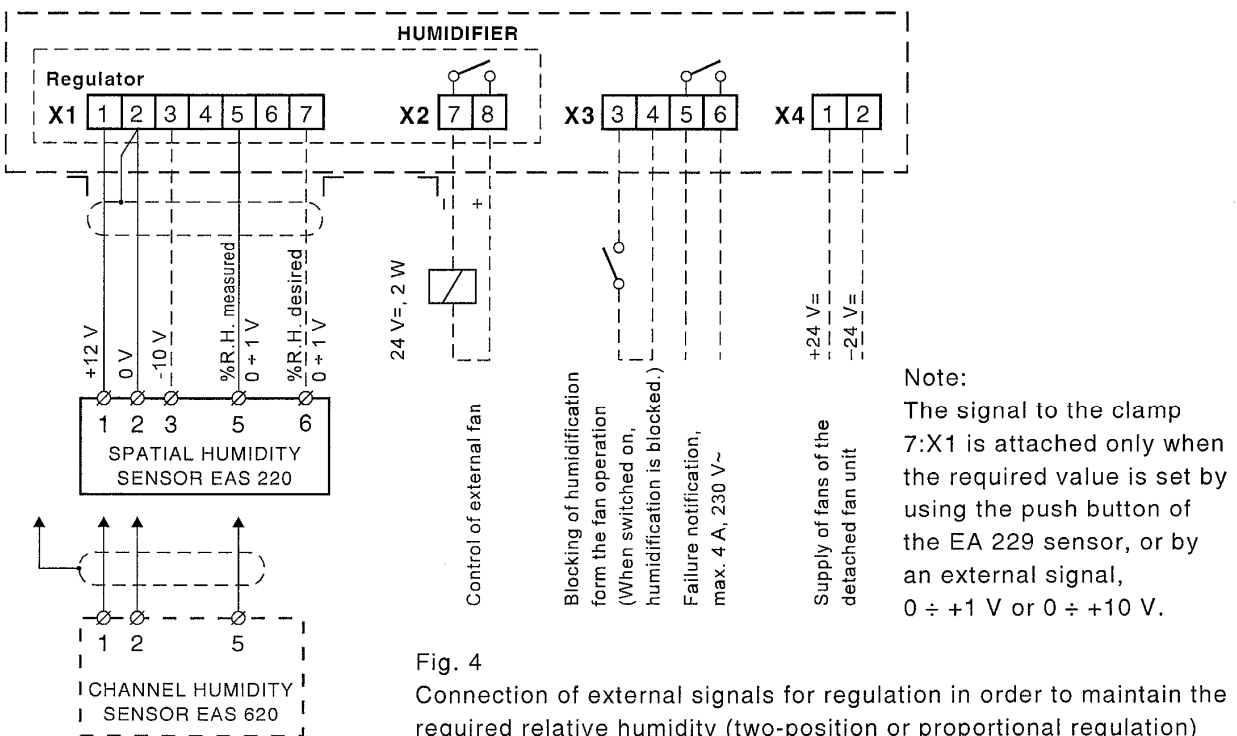 HUMIDIFIER
Regulator
X1 1 2 3 4 5 6 7
X2 7 8
X3 3 4 5 6
X4 1 2
– +
+12 V
0 V
-10 V
%R.H. measured
0 ÷ 1 V
%R.H. desired
0 ÷ 1 V
24 V=, 2 W
+24 V=
–24 V=
1 2 3 5 6
SPATIAL HUMIDITY
SENSOR EAS 220
Control of external fan
Blocking of humidification
form the fan operation
(When switched on,
humidification is blocked.)
Failure notification,
max. 4 A, 230 V~
Supply of fans of the
detached fan unit
Note:
The signal to the clamp
7:X1 is attached only when
the required value is set by
using the push button of
the EA 229 sensor, or by
an external signal,
0 ÷ +1 V or 0 ÷ +10 V.
1 2 5
CHANNEL HUMIDITY
SENSOR EAS 620
Fig. 4
Connection of external signals for regulation in order to maintain the
required relative humidity (two-position or proportional regulation)